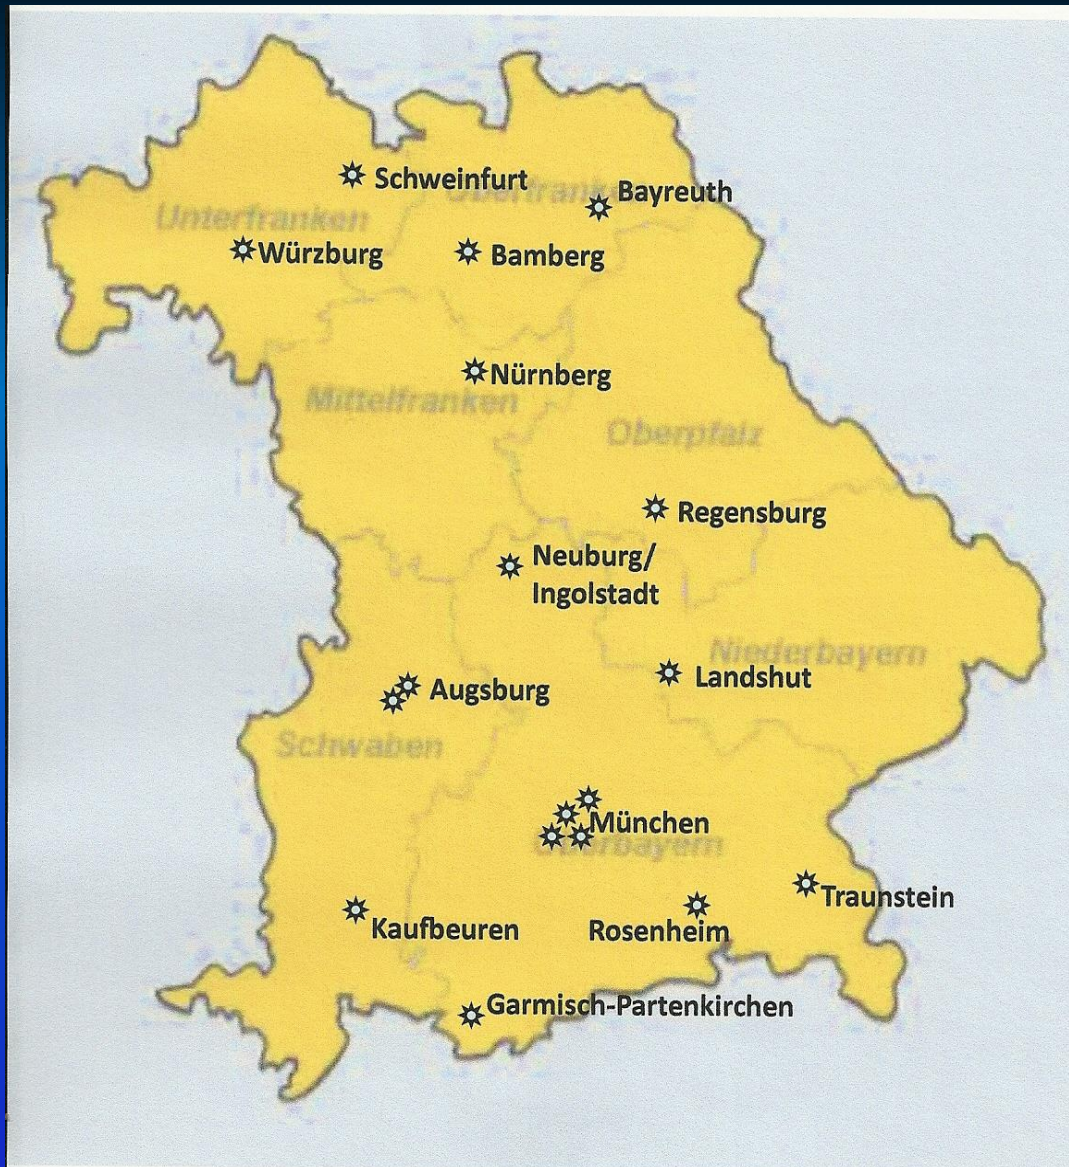 Schweinfurt
Oberfranken
Bayreuth
Unterfranken
Würzburg
Bamberg
Nürnberg
Mittelfranken
Oberpfalz
Regensburg
Neuburg/
Ingolstadt
Niederbayern
Landshut
Augsburg
Schwaben
München
Oberbayern
Traunstein
Kaufbeuren
Rosenheim
Garmisch-Partenkirchen